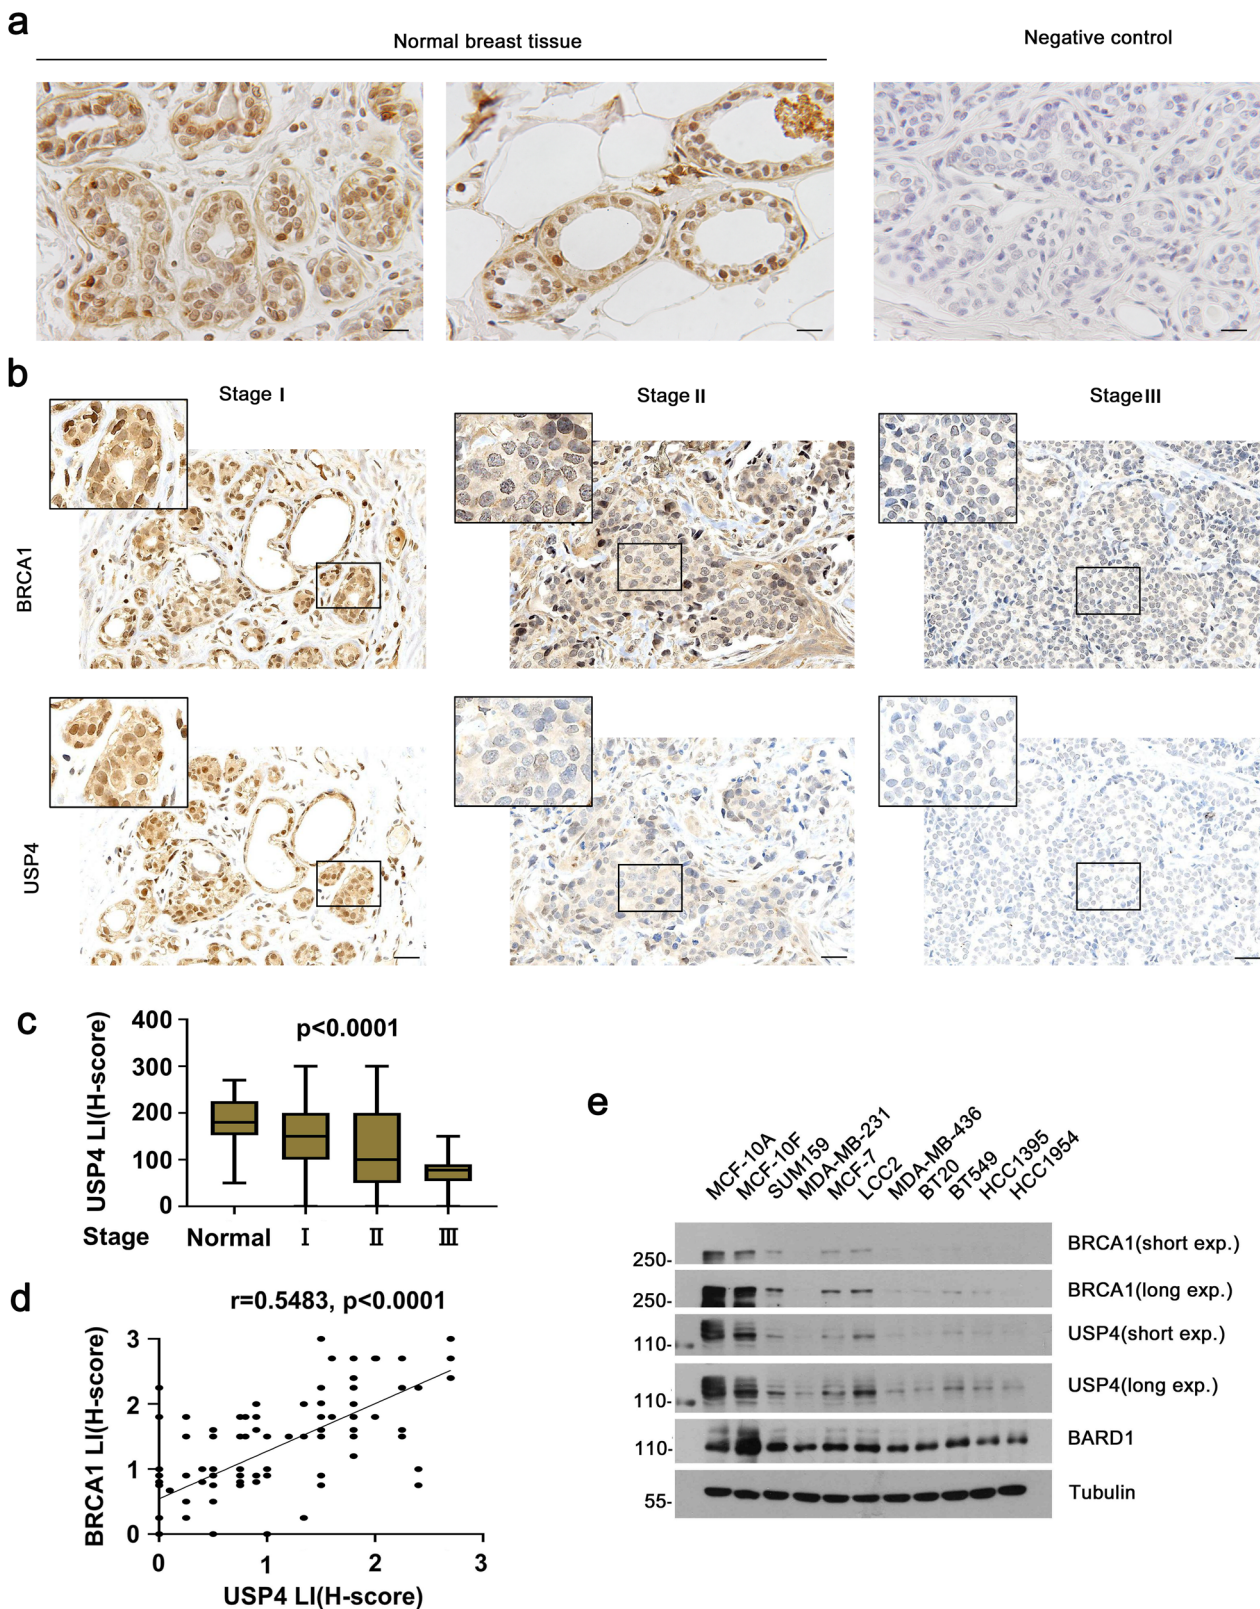 a
Normal breast tissue
Negative control
b
Stage I
Stage II
Stage III
BRCA1
USP4
c
USP4 LI(H-score)
400
300
200
100
0
p<0.0001
Stage
Normal
I
II
III
d
r=0.5483, p<0.0001
BRCA1 LI(H-score)
3
2
1
0
0
1
2
3
USP4 LI(H-score)
e
MCF-10A
MCF-10F
SUM159
MDA-MB-231
MCF-7
LCC2
MDA-MB-436
BT20
BT549
HCC1395
HCC1954
250-
BRCA1(short exp.)
250-
BRCA1(long exp.)
110-
USP4(short exp.)
110-
USP4(long exp.)
110-
BARD1
55-
Tubulin